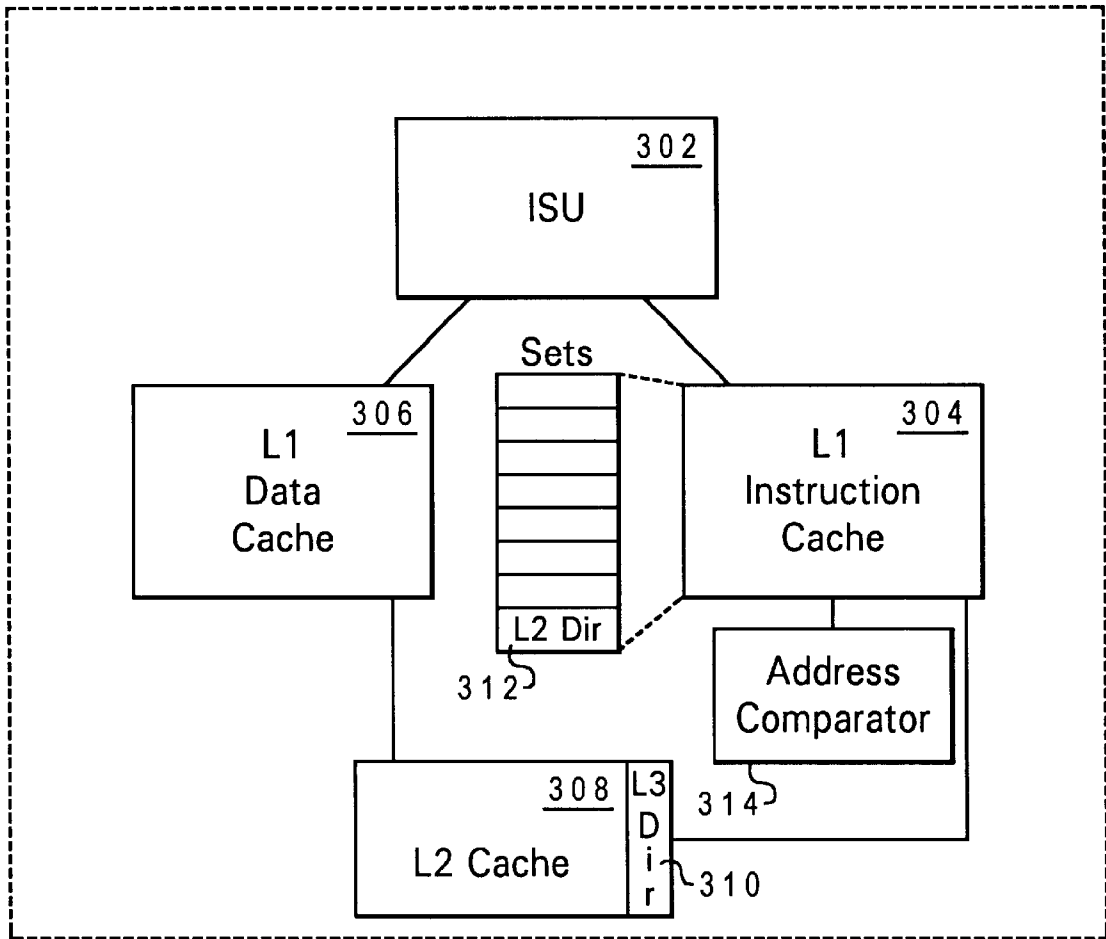 302
ISU
Sets
306
L1
Data
Cache
304
L1
Instruction
Cache
L2 Dir
312
Address
Comparator
314
308
L2 Cache
L3
D
i
r
310